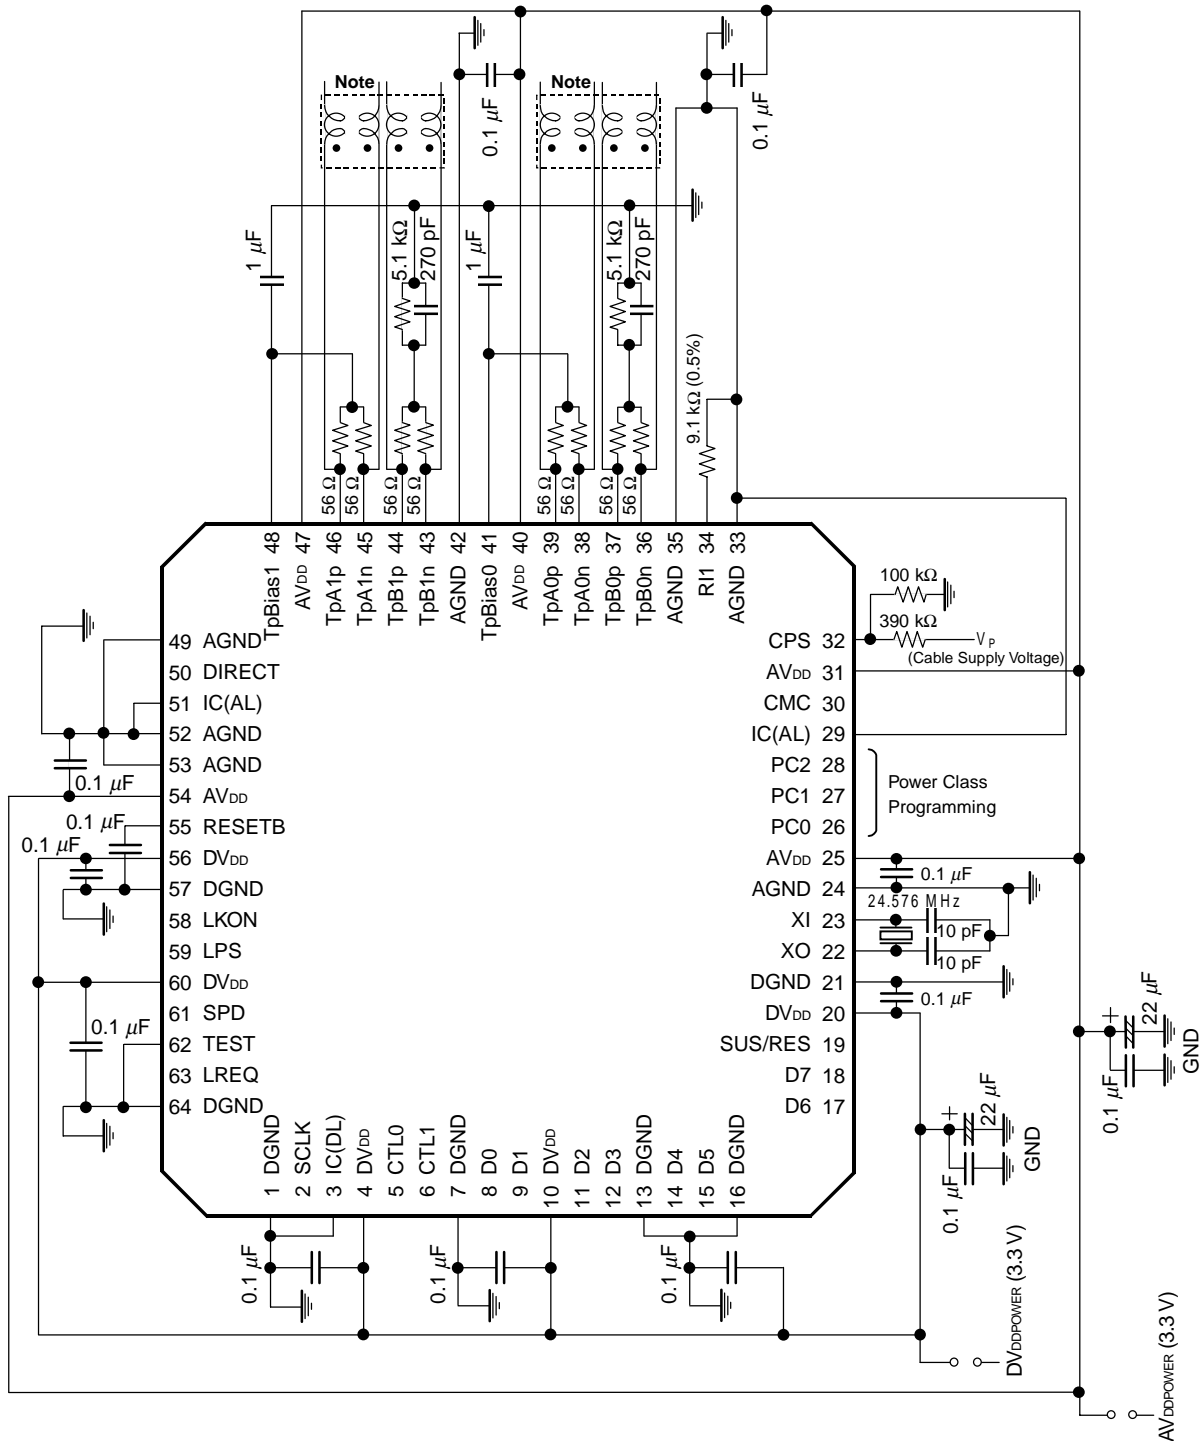 Note
Note
0.1 µF
0.1 µF
1 µF
5.1 kΩ
270 pF
1 µF
5.1 kΩ
270 pF
9.1 kΩ (0.5%)
56 Ω
56 Ω
56 Ω
56 Ω
56 Ω
56 Ω
56 Ω
56 Ω
TpBias1 48
AVDD 47
TpA1p 46
TpA1n 45
TpB1p 44
TpB1n 43
AGND 42
TpBias0 41
AVDD 40
TpA0p 39
TpA0n 38
TpB0p 37
TpB0n 36
AGND 35
RI1 34
AGND 33
49 AGND
50 DIRECT
51 IC(AL)
52 AGND
53 AGND
54 AVDD
55 RESETB
56 DVDD
57 DGND
58 LKON
59 LPS
60 DVDD
61 SPD
62 TEST
63 LREQ
64 DGND
0.1 µF
0.1 µF
0.1 µF
0.1 µF
CPS 32
AVDD 31
CMC 30
IC(AL) 29
PC2 28
PC1 27
PC0 26
AVDD 25
AGND 24
XI 23
XO 22
DGND 21
DVDD 20
SUS/RES 19
D7 18
D6 17
100 kΩ
390 kΩ
VP
(Cable Supply Voltage)
Power Class
Programming
0.1 µF
24.576 MHz
10 pF
10 pF
0.1 µF
22 µF
0.1 µF
GND
22 µF
0.1 µF
GND
1 DGND
2 SCLK
3 IC(DL)
4 DVDD
5 CTL0
6 CTL1
7 DGND
8 D0
9 D1
10 DVDD
11 D2
12 D3
13 DGND
14 D4
15 D5
16 DGND
0.1 µF
0.1 µF
0.1 µF
DVDDPOWER (3.3 V)
AVDDPOWER (3.3 V)